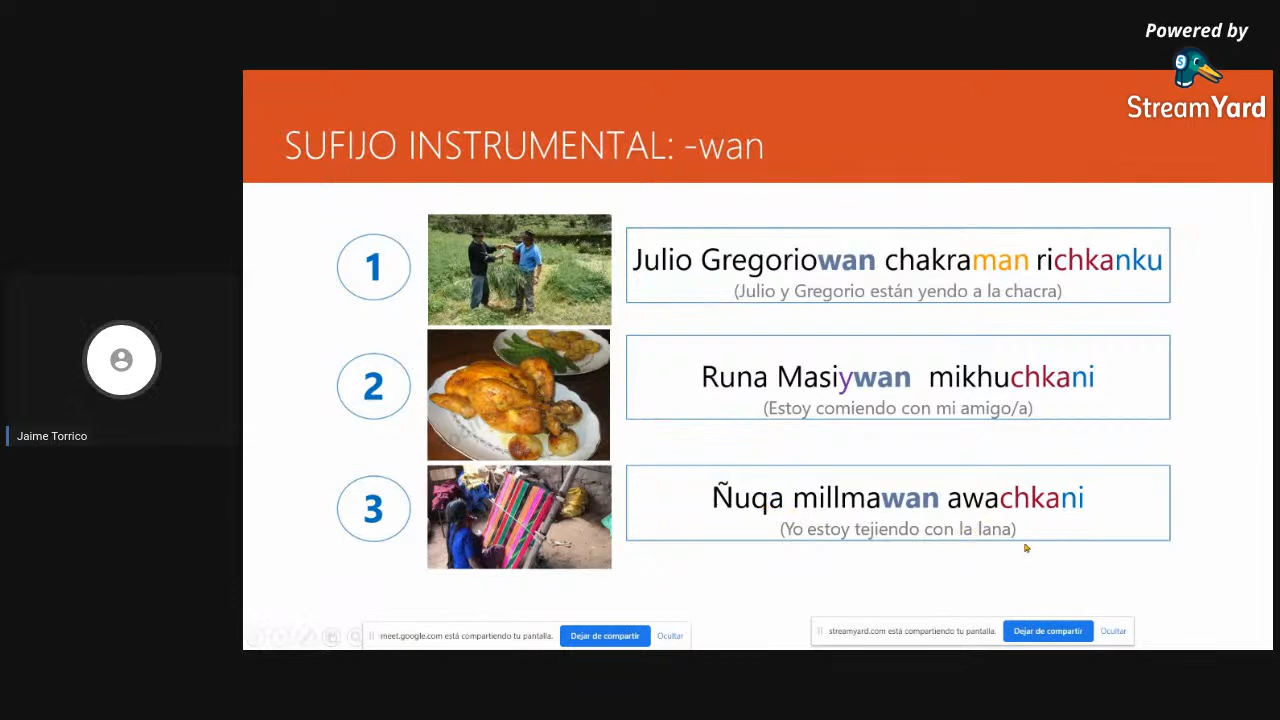 Powered by
StreamYard
SUFIJO INSTRUMENTAL: -wan
1
Julio Gregoriowan chakraman richkanku
(Julio y Gregorio están yendo a la chacra)
2
Runa Masiywan mikhuchkani
(Estoy comiendo con mi amigo/a)
Jaime Torrico
3
Ñuqa millmawan awachkani
(Yo estoy tejiendo con la lana)
meet.google.com está compartiendo tu pantalla. Dejar de compartir Ocultar
streamyard.com está compartiendo tu pantalla. Dejar de compartir Ocultar